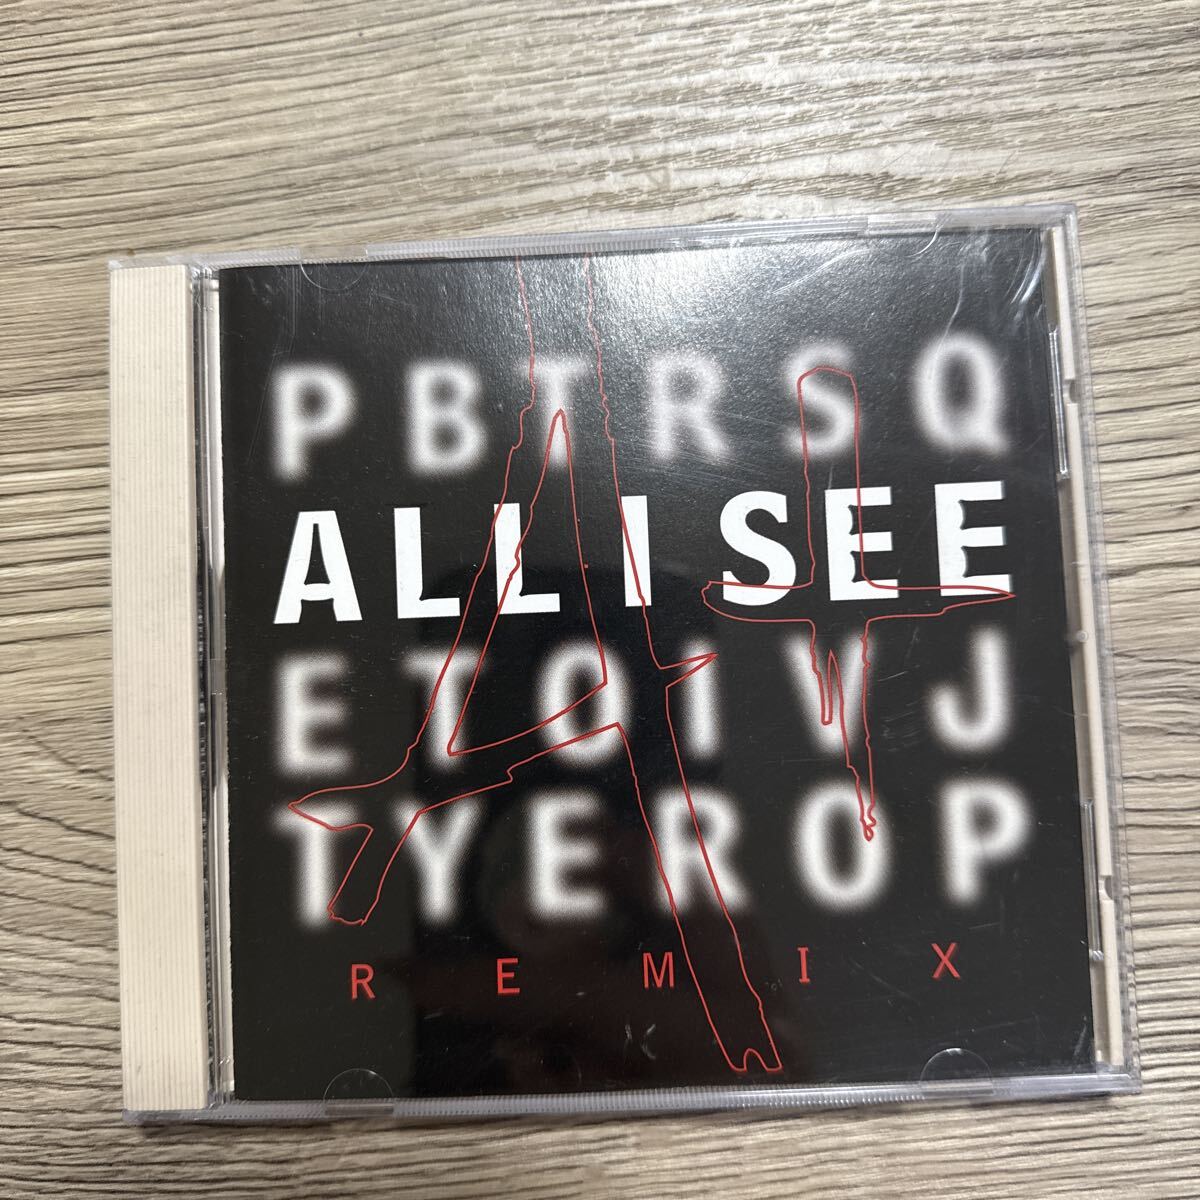 PBTRSQ
ALL I SEE
ETOIVJ
TYEROP
REMIX
A+